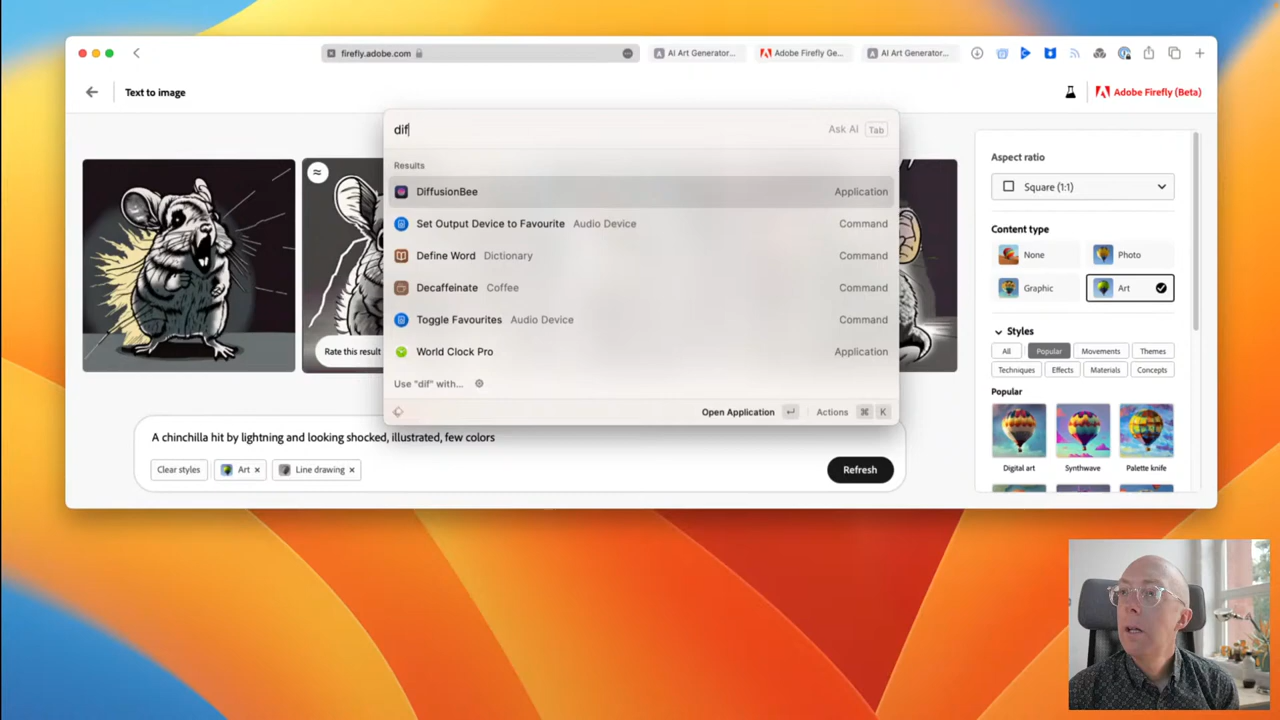 firefly.adobe.com
AI Art Generator...
Adobe Firefly Ge...
AI Art Generator...
Text to image
Adobe Firefly (Beta)
dif
Ask AI Tab
Results
DiffusionBee Application
Set Output Device to Favourite Audio Device Command
Define Word Dictionary Command
Decaffeinate Coffee Command
Toggle Favourites Audio Device Command
World Clock Pro Application
Use "dif" with...
Open Application ↵ Actions ⌘ K
Rate this result
A chinchilla hit by lightning and looking shocked, illustrated, few colors
Clear styles Art × Line drawing ×
Refresh
Aspect ratio
Square (1:1)
Content type
None Photo
Graphic Art
Styles
All Popular Movements Themes
Techniques Effects Materials Concepts
Popular
Digital art Synthwave Palette knife